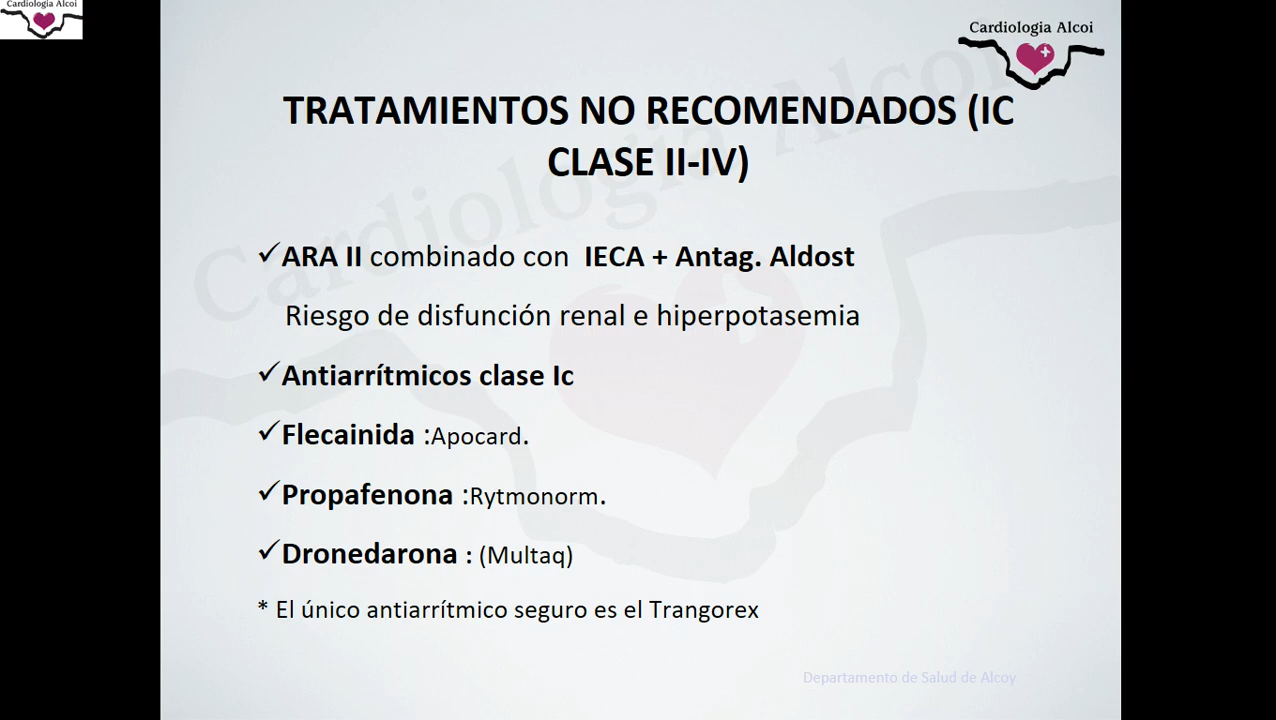 Cardiologia Alcoi
Cardiologia Alcoi
Cardiologia Alcoi
TRATAMIENTOS NO RECOMENDADOS (IC
CLASE II-IV)
✓ARA II combinado con IECA + Antag. Aldost
Riesgo de disfunción renal e hiperpotasemia
✓Antiarrítmicos clase Ic
✓Flecainida :Apocard.
✓Propafenona :Rytmonorm.
✓Dronedarona : (Multaq)
* El único antiarrítmico seguro es el Trangorex
Departamento de Salud de Alcoy